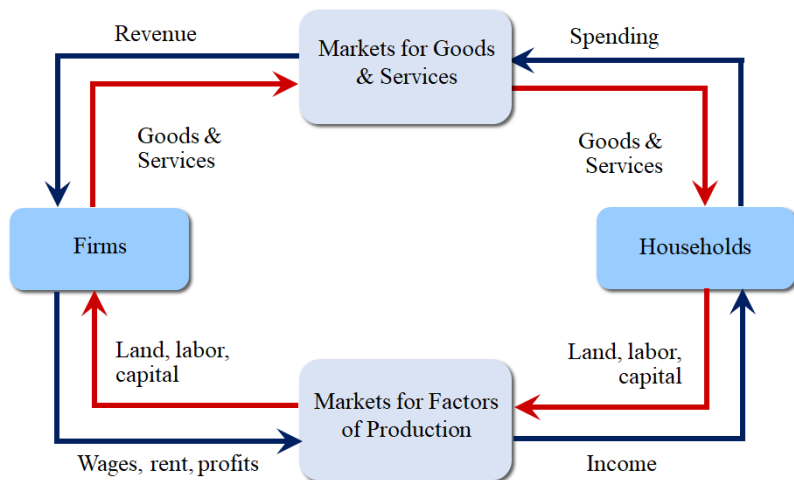 Revenue
Markets for Goods
& Services
Spending
Goods &
Services
Goods &
Services
Firms
Households
Land, labor,
capital
Land, labor,
capital
Markets for Factors
of Production
Wages, rent, profits
Income